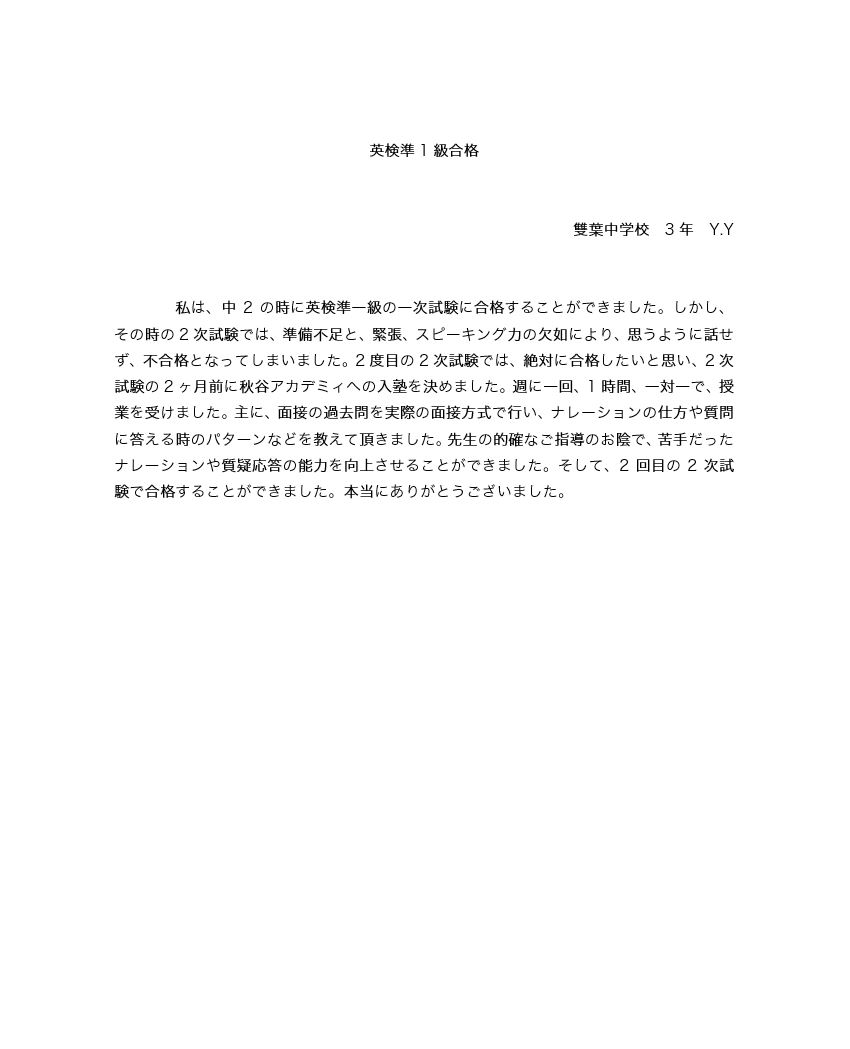 英検準 1 級合格
雙葉中学校　3 年　Y.Y
私は、中 2 の時に英検準一級の一次試験に合格することができました。しかし、
その時の 2 次試験では、準備不足と、緊張、スピーキング力の欠如により、思うように話せ
ず、不合格となってしまいました。2 度目の 2 次試験では、絶対に合格したいと思い、2 次
試験の 2 ヶ月前に秋谷アカデミィへの入塾を決めました。週に一回、1 時間、一対一で、授
業を受けました。主に、面接の過去問を実際の面接方式で行い、ナレーションの仕方や質問
に答える時のパターンなどを教えて頂きました。先生の的確なご指導のお陰で、苦手だった
ナレーションや質疑応答の能力を向上させることができました。そして、2 回目の 2 次試
験で合格することができました。本当にありがとうございました。